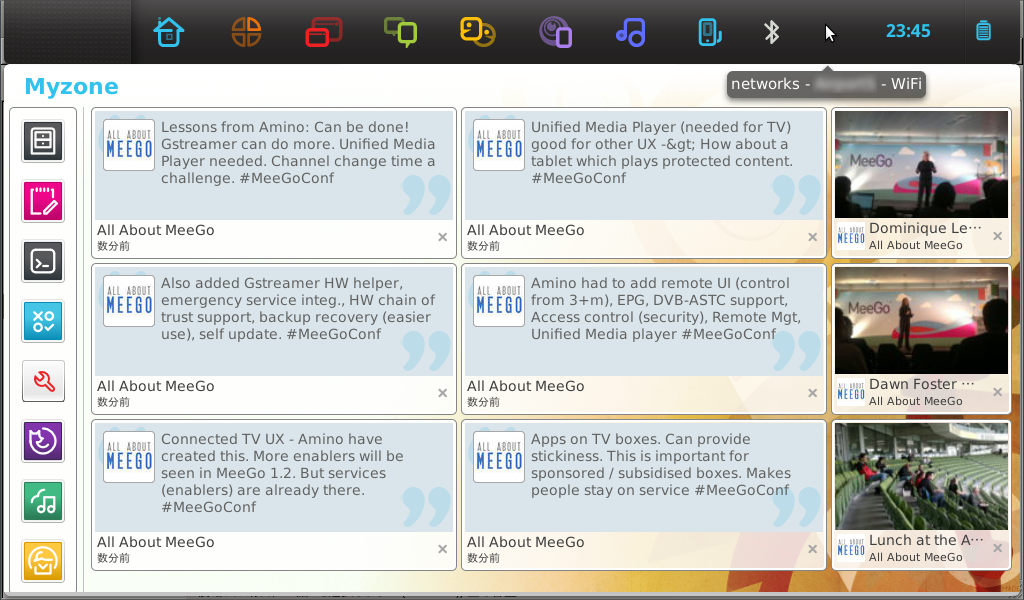 23:45
networks - - WiFi
Myzone
ALL ABOUT
MEEGO
Lessons from Amino: Can be done!
Gstreamer can do more. Unified Media
Player needed. Channel change time a
challenge. #MeeGoConf
All About MeeGo
数分前
ALL ABOUT
MEEGO
Unified Media Player (needed for TV)
good for other UX -&gt; How about a
tablet which plays protected content.
#MeeGoConf
All About MeeGo
数分前
MeeGo
ALL ABOUT
MEEGO
Dominique Le···
All About MeeGo
ALL ABOUT
MEEGO
Also added Gstreamer HW helper,
emergency service integ., HW chain of
trust support, backup recovery (easier
use), self update. #MeeGoConf
All About MeeGo
数分前
ALL ABOUT
MEEGO
Amino had to add remote UI (control
from 3+m), EPG, DVB-ASTC support,
Access control (security), Remote Mgt,
Unified Media player #MeeGoConf
All About MeeGo
数分前
MeeGo
ALL ABOUT
MEEGO
Dawn Foster ···
All About MeeGo
ALL ABOUT
MEEGO
Connected TV UX - Amino have
created this. More enablers will be
seen in MeeGo 1.2. But services
(enablers) are already there.
#MeeGoConf
All About MeeGo
数分前
ALL ABOUT
MEEGO
Apps on TV boxes. Can provide
stickiness. This is important for
sponsored / subsidised boxes. Makes
people stay on service #MeeGoConf
All About MeeGo
数分前
ALL ABOUT
MEEGO
Lunch at the A···
All About MeeGo